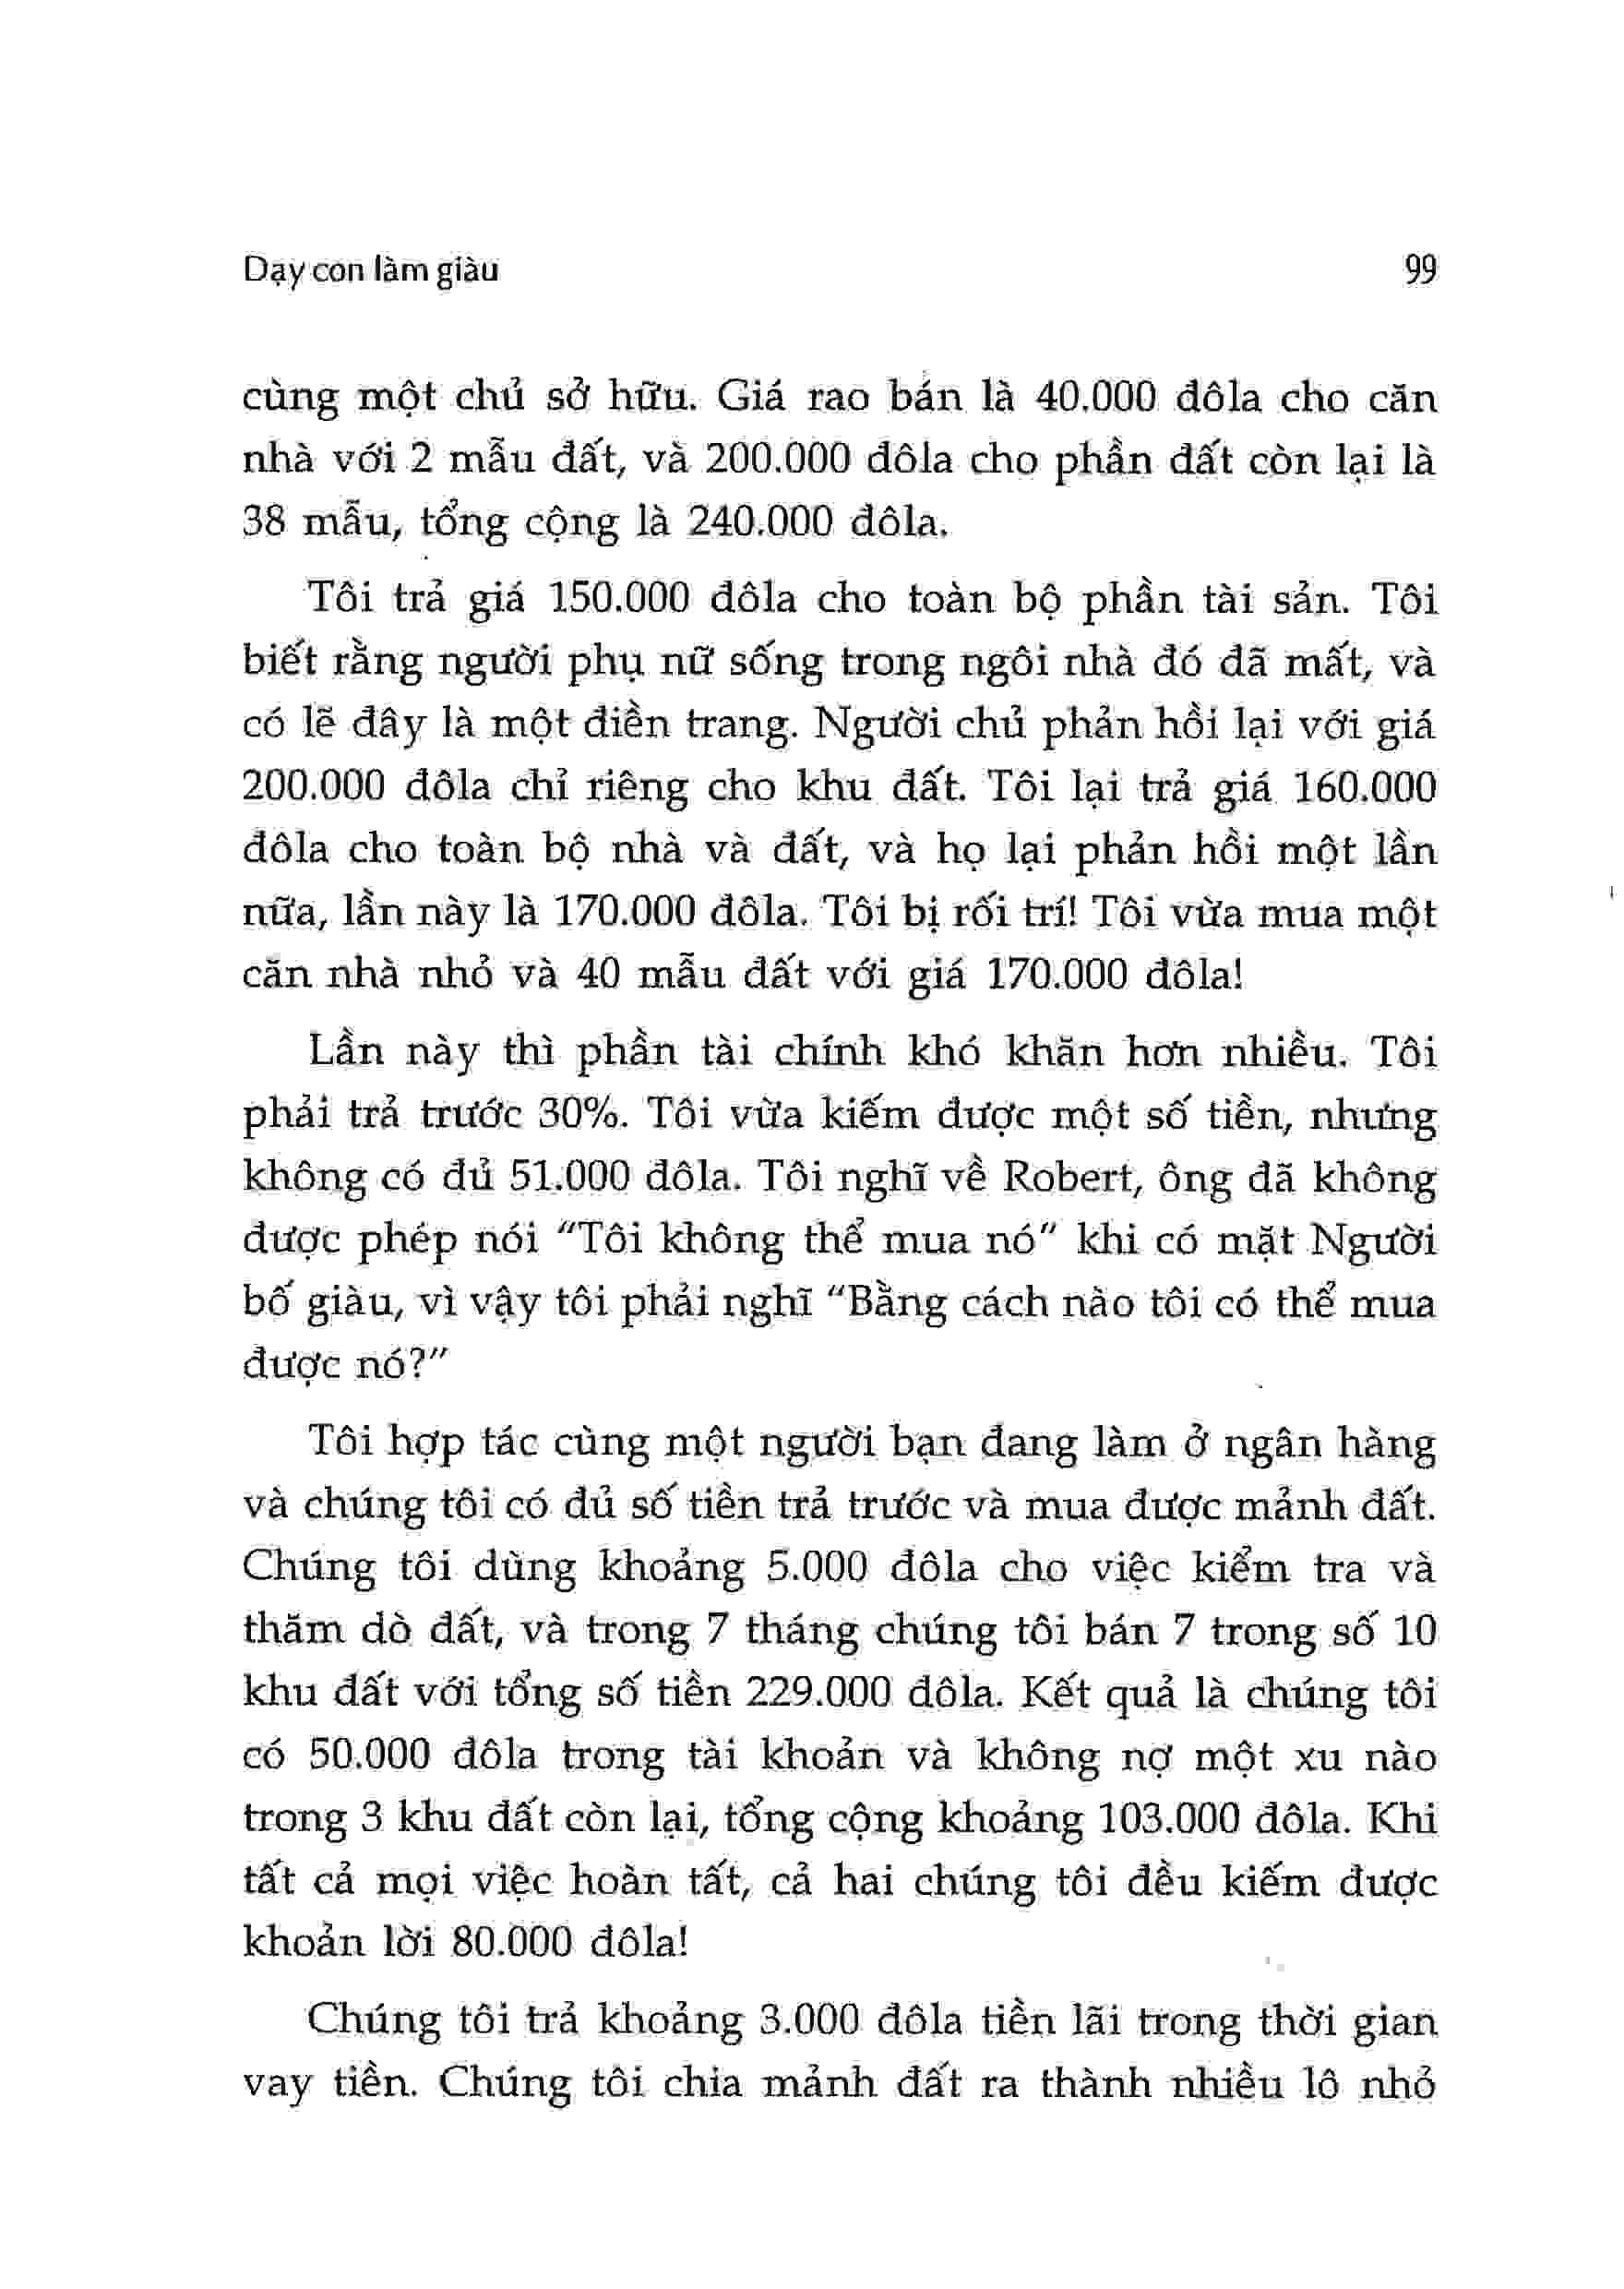 Dạy con làm giàu 99
cùng một chủ sở hữu. Giá rao bán là 40.000 đôla cho căn
nhà với 2 mẫu đất, và 200.000 đôla cho phần đất còn lại là
38 mẫu, tổng cộng là 240.000 đôla.
Tôi trả giá 150.000 đôla cho toàn bộ phần tài sản. Tôi
biết rằng người phụ nữ sống trong ngôi nhà đó đã mất, và
có lẽ đây là một điền trang. Người chủ phản hồi lại với giá
200.000 đôla chỉ riêng cho khu đất. Tôi lại trả giá 160.000
đôla cho toàn bộ nhà và đất, và họ lại phản hồi một lần
nữa, lần này là 170.000 đôla. Tôi bị rối trí! Tôi vừa mua một
căn nhà nhỏ và 40 mẫu đất với giá 170.000 đôla!
Lần này thì phần tài chính khó khăn hơn nhiều. Tôi
phải trả trước 30%. Tôi vừa kiếm được một số tiền, nhưng
không có đủ 51.000 đôla. Tôi nghĩ về Robert, ông đã không
được phép nói “Tôi không thể mua nó” khi có mặt Người
bố giàu, vì vậy tôi phải nghĩ “Bằng cách nào tôi có thể mua
được nó?”
Tôi hợp tác cùng một người bạn đang làm ở ngân hàng
và chúng tôi có đủ số tiền trả trước và mua được mảnh đất.
Chúng tôi dùng khoảng 5.000 đôla cho việc kiểm tra và
thăm dò đất, và trong 7 tháng chúng tôi bán 7 trong số 10
khu đất với tổng số tiền 229.000 đôla. Kết quả là chúng tôi
có 50.000 đôla trong tài khoản và không nợ một xu nào
trong 3 khu đất còn lại, tổng cộng khoảng 103.000 đôla. Khi
tất cả mọi việc hoàn tất, cả hai chúng tôi đều kiếm được
khoản lời 80.000 đôla!
Chúng tôi trả khoảng 3.000 đôla tiền lãi trong thời gian
vay tiền. Chúng tôi chia mảnh đất ra thành nhiều lô nhỏ